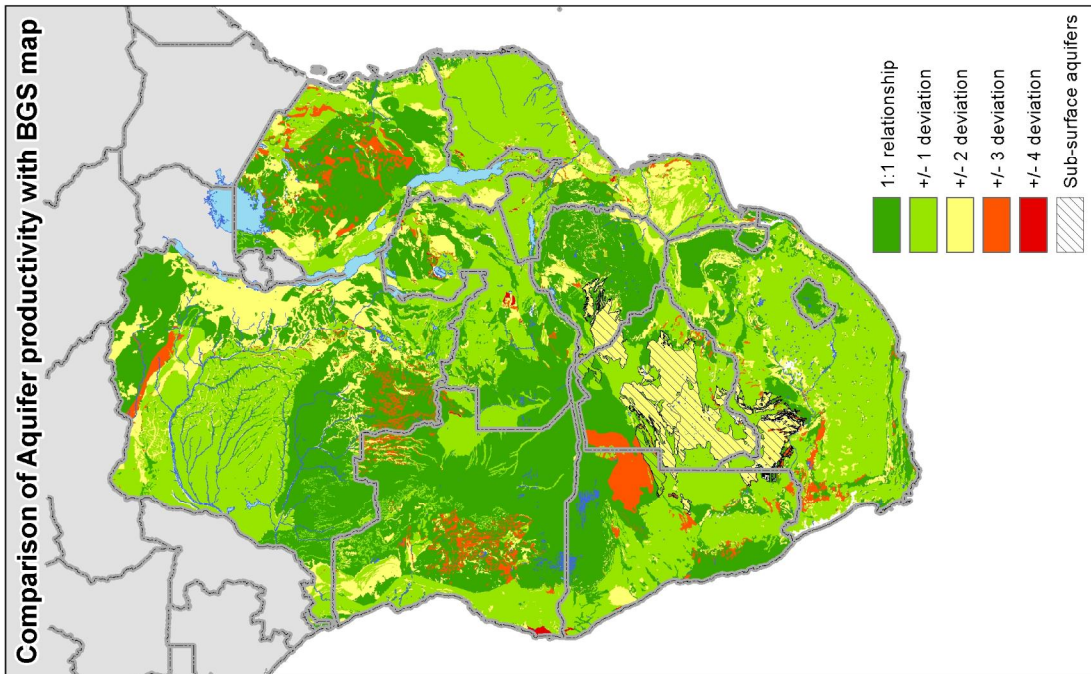 Comparison of Aquifer productivity with BGS map
1:1 relationship
+/- 1 deviation
+/- 2 deviation
+/- 3 deviation
+/- 4 deviation
Sub-surface aquifers